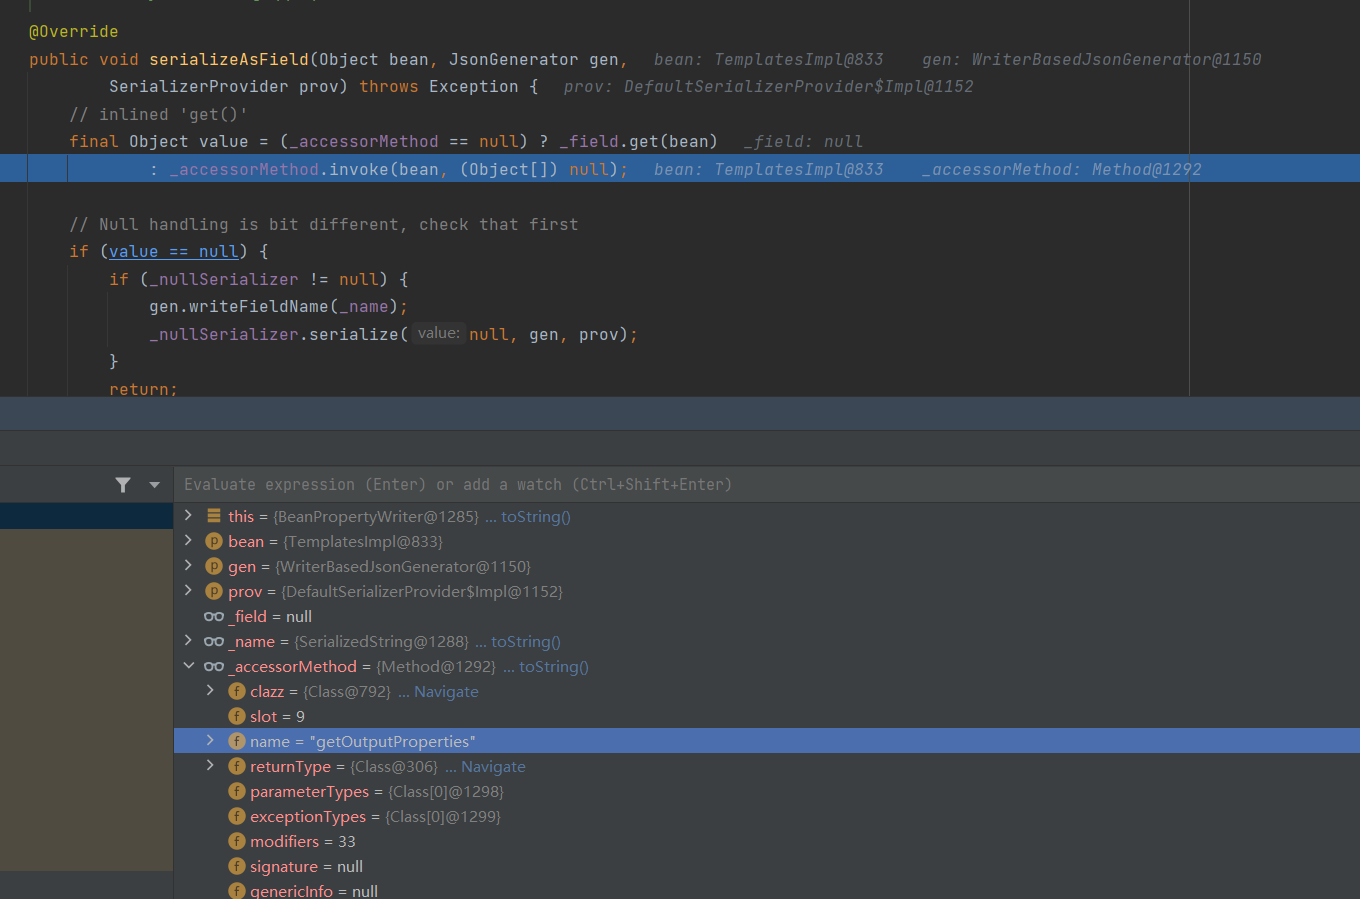 @Override
public void serializeAsField(Object bean, JsonGenerator gen,   bean: TemplatesImpl@833    gen: WriterBasedJsonGenerator@1150
        SerializerProvider prov) throws Exception {   prov: DefaultSerializerProvider$Impl@1152
    // inlined 'get()'
    final Object value = (_accessorMethod == null) ? _field.get(bean)   _field: null
            : _accessorMethod.invoke(bean, (Object[]) null);   bean: TemplatesImpl@833    _accessorMethod: Method@1292
    // Null handling is bit different, check that first
    if (value == null) {
        if (_nullSerializer != null) {
            gen.writeFieldName(_name);
            _nullSerializer.serialize( value: null, gen, prov);
        }
        return;
Evaluate expression (Enter) or add a watch (Ctrl+Shift+Enter)
this = {BeanPropertyWriter@1285} ... toString()
p bean = {TemplatesImpl@833}
p gen = {WriterBasedJsonGenerator@1150}
p prov = {DefaultSerializerProvider$Impl@1152}
_field = null
_name = {SerializedString@1288} ... toString()
_accessorMethod = {Method@1292} ... toString()
f clazz = {Class@792} ... Navigate
f slot = 9
f name = "getOutputProperties"
f returnType = {Class@306} ... Navigate
f parameterTypes = {Class[0]@1298}
f exceptionTypes = {Class[0]@1299}
f modifiers = 33
f signature = null
f genericInfo = null